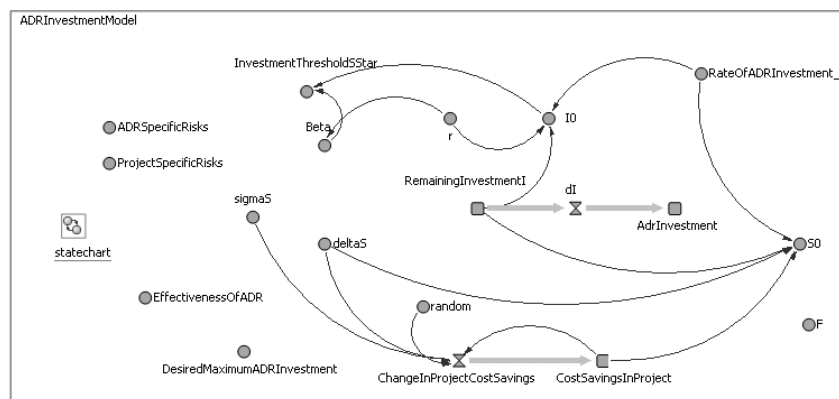 ADRInvestmentModel
InvestmentThresholdSStar
RateOfADRInvestment_
ADRSpecificRisks
Beta
r
I0
ProjectSpecificRisks
RemainingInvestmentI
dI
sigmaS
AdrInvestment
statechart
deltaS
S0
EffectivenessOfADR
random
F
DesiredMaximumADRInvestment
ChangeInProjectCostSavings
CostSavingsInProject